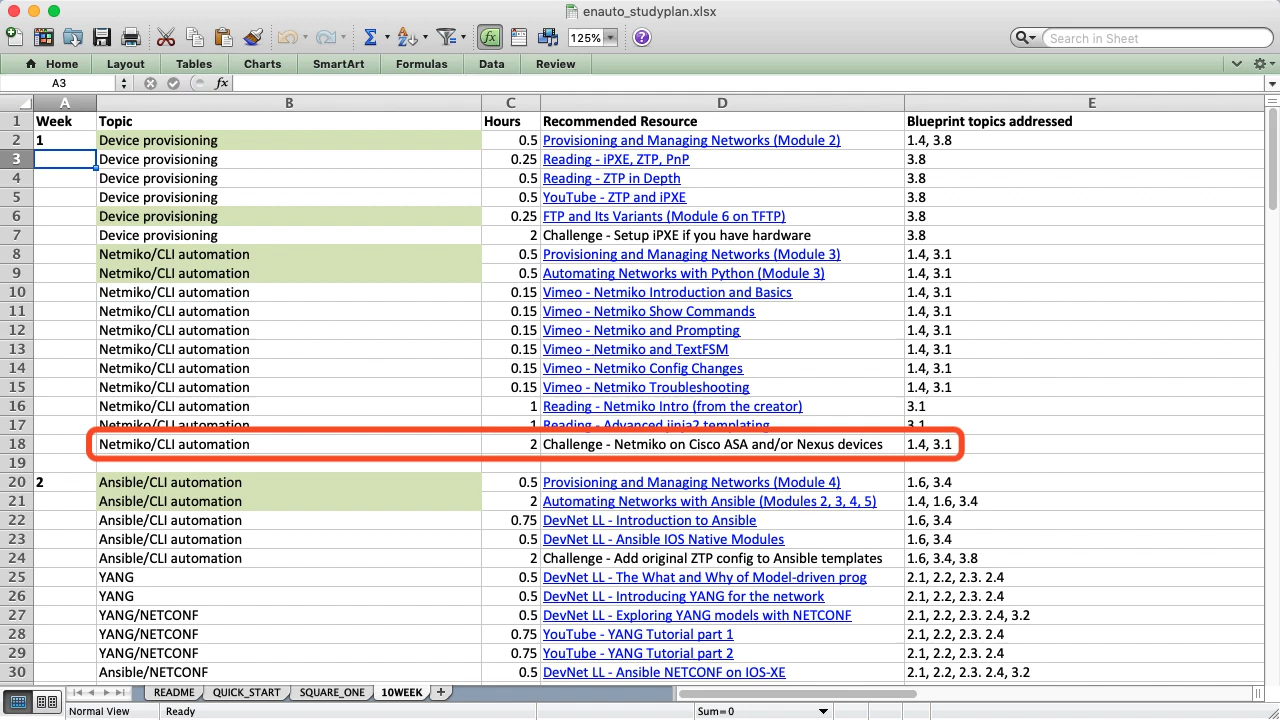 enauto_studyplan.xlsx
125% Search in Sheet
Home Layout Tables Charts SmartArt Formulas Data Review
A3 fx
A B C D E
1 Week Topic Hours Recommended Resource Blueprint topics addressed
2 1 Device provisioning 0.5 Provisioning and Managing Networks (Module 2) 1.4, 3.8
3 Device provisioning 0.25 Reading - iPXE, ZTP, PnP 3.8
4 Device provisioning 0.5 Reading - ZTP in Depth 3.8
5 Device provisioning 0.5 YouTube - ZTP and iPXE 3.8
6 Device provisioning 0.25 FTP and Its Variants (Module 6 on TFTP) 3.8
7 Device provisioning 2 Challenge - Setup iPXE if you have hardware 3.8
8 Netmiko/CLI automation 0.5 Provisioning and Managing Networks (Module 3) 1.4, 3.1
9 Netmiko/CLI automation 0.5 Automating Networks with Python (Module 3) 1.4, 3.1
10 Netmiko/CLI automation 0.15 Vimeo - Netmiko Introduction and Basics 1.4, 3.1
11 Netmiko/CLI automation 0.15 Vimeo - Netmiko Show Commands 1.4, 3.1
12 Netmiko/CLI automation 0.15 Vimeo - Netmiko and Prompting 1.4, 3.1
13 Netmiko/CLI automation 0.15 Vimeo - Netmiko and TextFSM 1.4, 3.1
14 Netmiko/CLI automation 0.15 Vimeo - Netmiko Config Changes 1.4, 3.1
15 Netmiko/CLI automation 0.15 Vimeo - Netmiko Troubleshooting 1.4, 3.1
16 Netmiko/CLI automation 1 Reading - Netmiko Intro (from the creator) 3.1
17 Netmiko/CLI automation 1 Reading - Advanced jinja2 templating 3.1
18 Netmiko/CLI automation 2 Challenge - Netmiko on Cisco ASA and/or Nexus devices 1.4, 3.1
19
20 2 Ansible/CLI automation 0.5 Provisioning and Managing Networks (Module 4) 1.6, 3.4
21 Ansible/CLI automation 2 Automating Networks with Ansible (Modules 2, 3, 4, 5) 1.4, 1.6, 3.4
22 Ansible/CLI automation 0.75 DevNet LL - Introduction to Ansible 1.6, 3.4
23 Ansible/CLI automation 0.5 DevNet LL - Ansible IOS Native Modules 1.6, 3.4
24 Ansible/CLI automation 2 Challenge - Add original ZTP config to Ansible templates 1.6, 3.4, 3.8
25 YANG 0.5 DevNet LL - The What and Why of Model-driven prog 2.1, 2.2, 2.3. 2.4
26 YANG 0.5 DevNet LL - Introducing YANG for the network 2.1, 2.2, 2.3. 2.4
27 YANG/NETCONF 0.5 DevNet LL - Exploring YANG models with NETCONF 2.1, 2.2, 2.3. 2.4, 3.2
28 YANG/NETCONF 0.75 YouTube - YANG Tutorial part 1 2.1, 2.2, 2.3. 2.4
29 YANG/NETCONF 0.75 YouTube - YANG Tutorial part 2 2.1, 2.2, 2.3. 2.4
30 Ansible/NETCONF 0.5 DevNet LL - Ansible NETCONF on IOS-XE 2.1, 2.2, 2.3. 2.4, 3.2
README QUICK_START SQUARE_ONE 10WEEK
Normal View Ready Sum=0